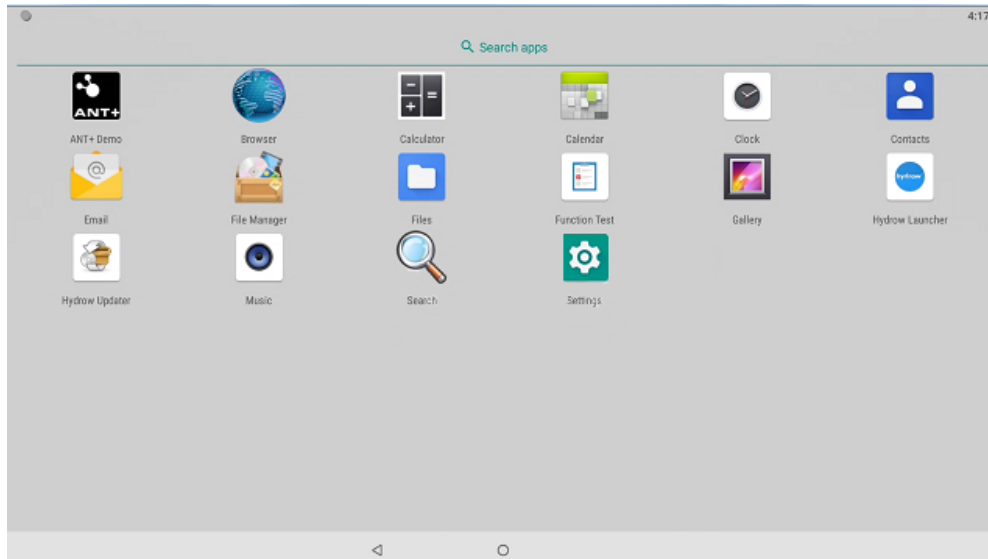 4:17
Search apps
ANT+
ANT+ Demo
Browser
Calculator
Calendar
Clock
Contacts
@
hydrow
Email
File Manager
Files
Function Test
Gallery
Hydrow Launcher
Hydrow Updater
Music
Search
Settings